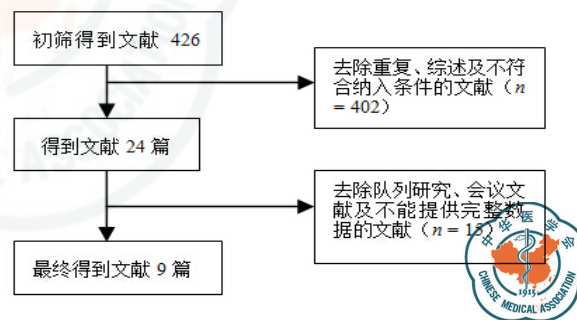 初筛得到文献 426
去除重复、综述及不符
合纳入条件的文献（n
= 402）
得到文献 24 篇
去除队列研究、会议文
献及不能提供完整数
据的文献（n = 15）
最终得到文献 9 篇
中华医学会
1915
CHINESE MEDICAL ASSOCIATION